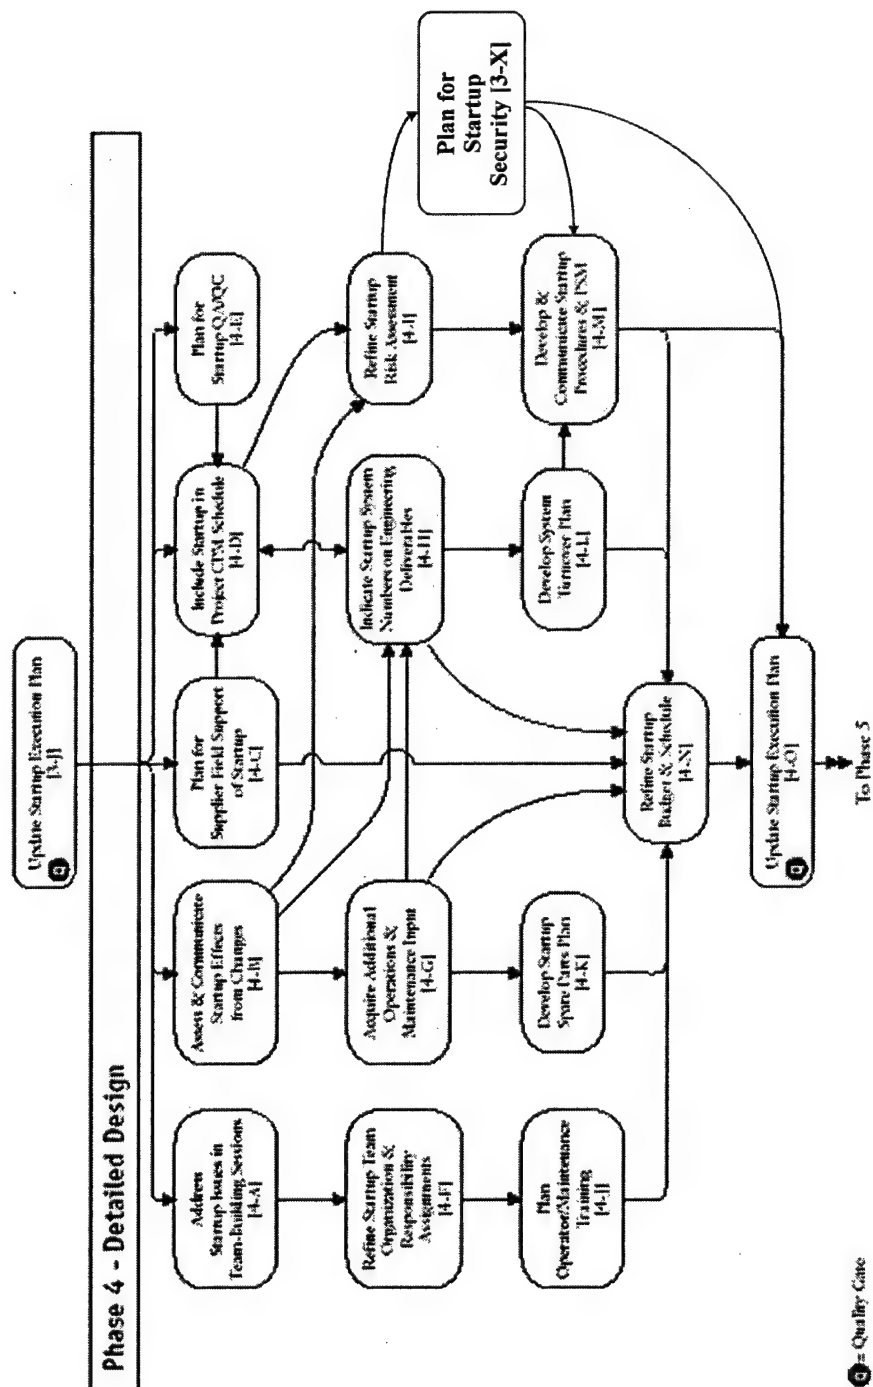 Update Startup Execution Plan
[3-J]
Q
Phase 4 - Detailed Design
Address
Startup Issues in
Team-Building Sessions
[4-A]
Assess & Communicate
Startup Effects
from Changes
[4-B]
Plan for
Supplier Field Support
of Startup
[4-C]
Include Startup in
Project CPM Schedule
[4-D]
Plan for
Startup QA/QC
[4-E]
Refine Startup Team
Organization &
Responsibility
Assignments
[4-F]
Acquire Additional
Operations &
Maintenance Input
[4-G]
Indicate Startup System
Numbers on Engineering
Deliverables
[4-H]
Refine Startup
Risk Assessment
[4-I]
Plan for
Startup
Security [3-X]
Plan
Operator/Maintenance
Training
[4-J]
Develop Startup
Spare Parts Plan
[4-K]
Develop System
Turnover Plan
[4-L]
Develop &
Communicate Startup
Procedures & PSM
[4-M]
Refine Startup
Budget & Schedule
[4-N]
Update Startup Execution Plan
[4-O]
Q
To Phase 5
Q = Quality Gate